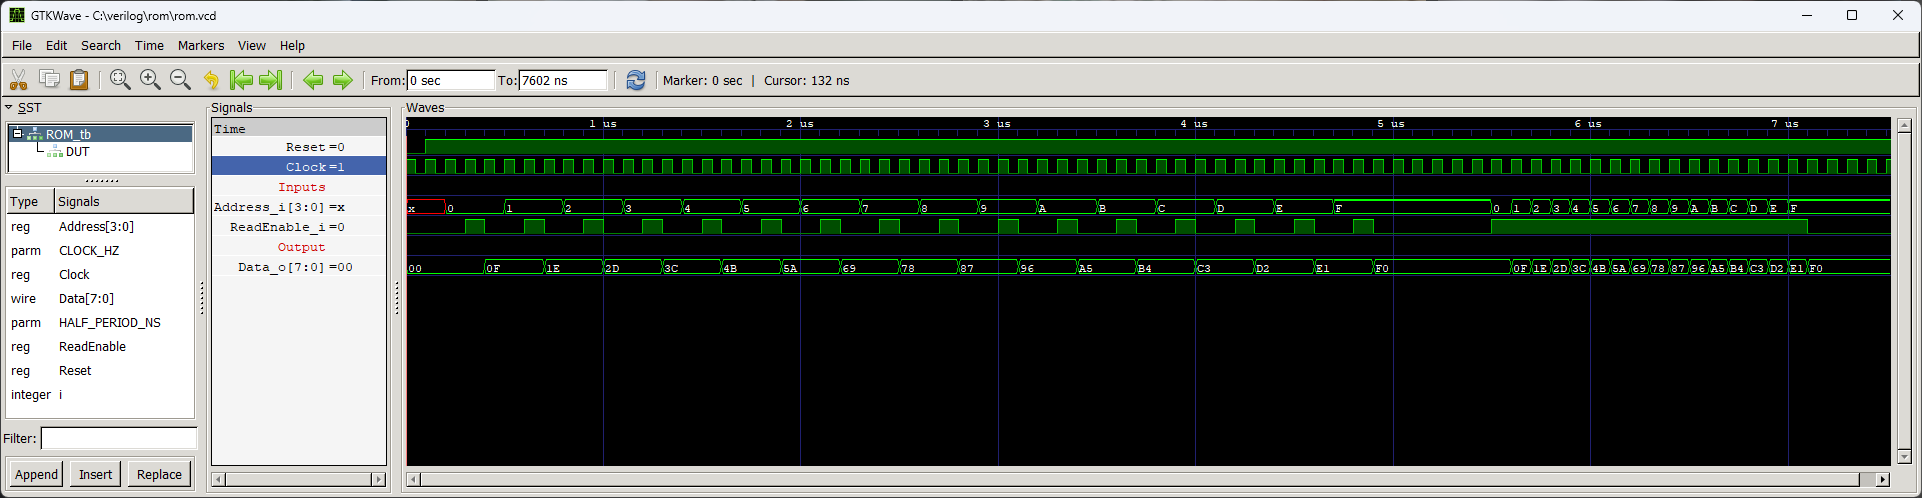 GTKWave - C:\verilog\rom\rom.vcd
File Edit Search Time Markers View Help
From: 0 sec To: 7602 ns Marker: 0 sec | Cursor: 132 ns
SST
ROM_tb
DUT
Type Signals
reg Address[3:0]
parm CLOCK_HZ
reg Clock
wire Data[7:0]
parm HALF_PERIOD_NS
reg ReadEnable
reg Reset
integer i
Filter:
Append Insert Replace
Signals
Time
Reset =0
Clock =1
Inputs
Address_i[3:0] =x
ReadEnable_i =0
Output
Data_o[7:0] =00
Waves
0 1 us 2 us 3 us 4 us 5 us 6 us 7 us
x 0 1 2 3 4 5 6 7 8 9 A B C D E F 0 1 2 3 4 5 6 7 8 9 A B C D E F
00 0F 1E 2D 3C 4B 5A 69 78 87 96 A5 B4 C3 D2 E1 F0 0F 1E 2D 3C 4B 5A 69 78 87 96 A5 B4 C3 D2 E1 F0